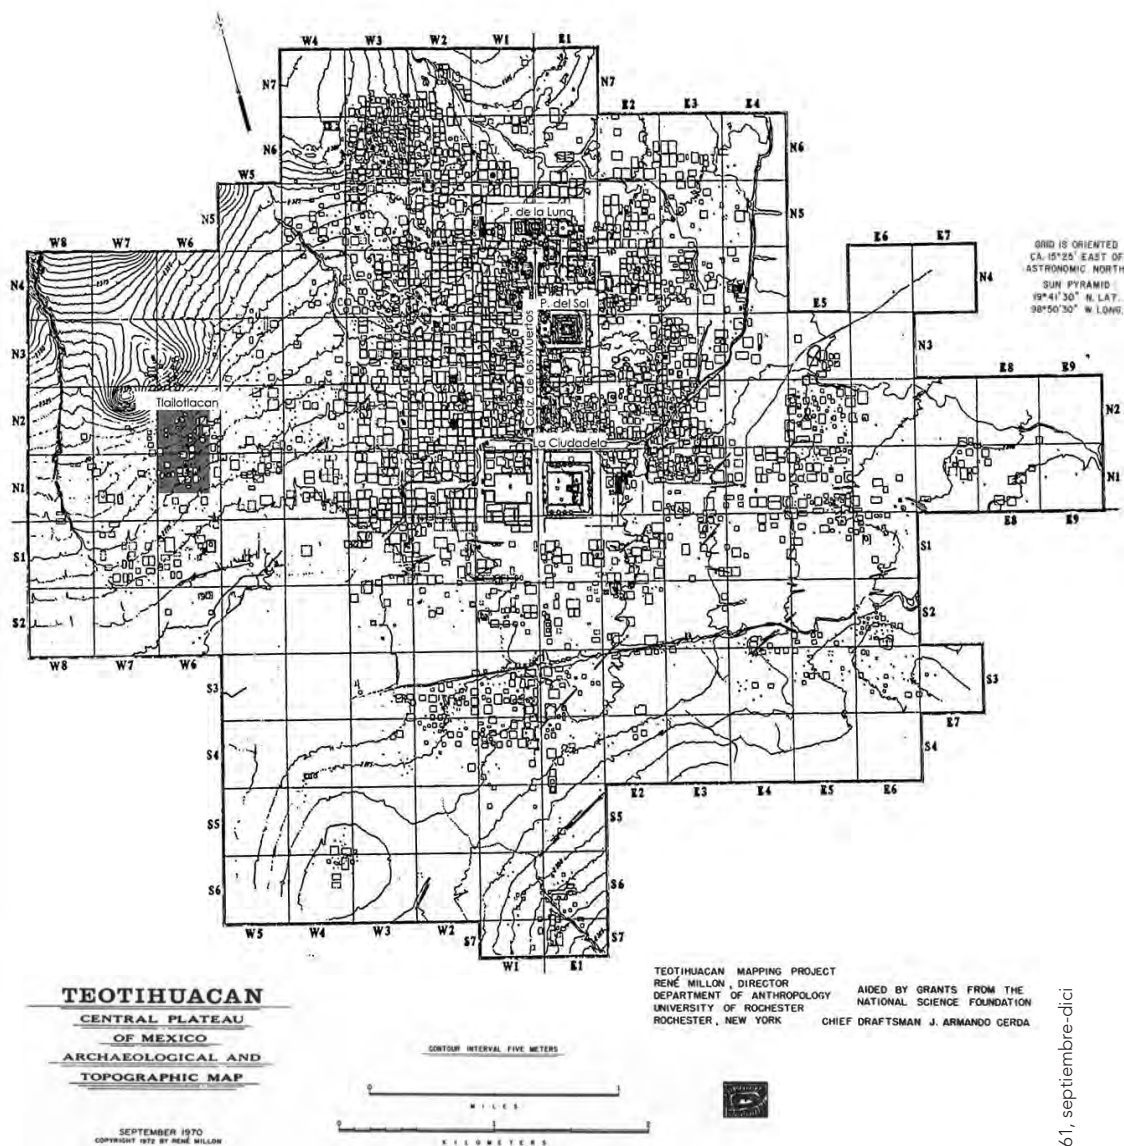 W4 W3 W2 W1 E1
N7 N7
E2 E3 E4
N6 N6
W5
N5 P. de la Luna N5
W8 W7 W6
E6 E7
GRID IS ORIENTED
CA. 15°25' EAST OF
ASTRONOMIC NORTH
SUN PYRAMID:
19°41'30" N. LAT.
98°50'30" W LONG.
N4 N4
P. del Sol
E5
Calz. de los Muertos
N3 N3
E8 E9
Tlailotlacan
N2 N2
La Ciudadela
N1 N1
E8 E9
S1 S1
S2 S2
W8 W7 W6
S3 S3
E7
S4 S4
E2 E3 E4 E5 E6
S5 S5
S6 S6
W5 W4 W3 W2 S7 S7
W1 E1
TEOTIHUACAN
CENTRAL PLATEAU
OF MEXICO
ARCHAEOLOGICAL AND
TOPOGRAPHIC MAP
SEPTEMBER 1970
COPYRIGHT 1972 BY RENÉ MILLON
CONTOUR INTERVAL FIVE METERS
0 1
MILES
0 1 2
KILOMETERS
TEOTIHUACAN MAPPING PROJECT
RENÉ MILLON, DIRECTOR
DEPARTMENT OF ANTHROPOLOGY
UNIVERSITY OF ROCHESTER
ROCHESTER, NEW YORK
AIDED BY GRANTS FROM THE
NATIONAL SCIENCE FOUNDATION
CHIEF DRAFTSMAN J. ARMANDO CERDA
61, septiembre-dici